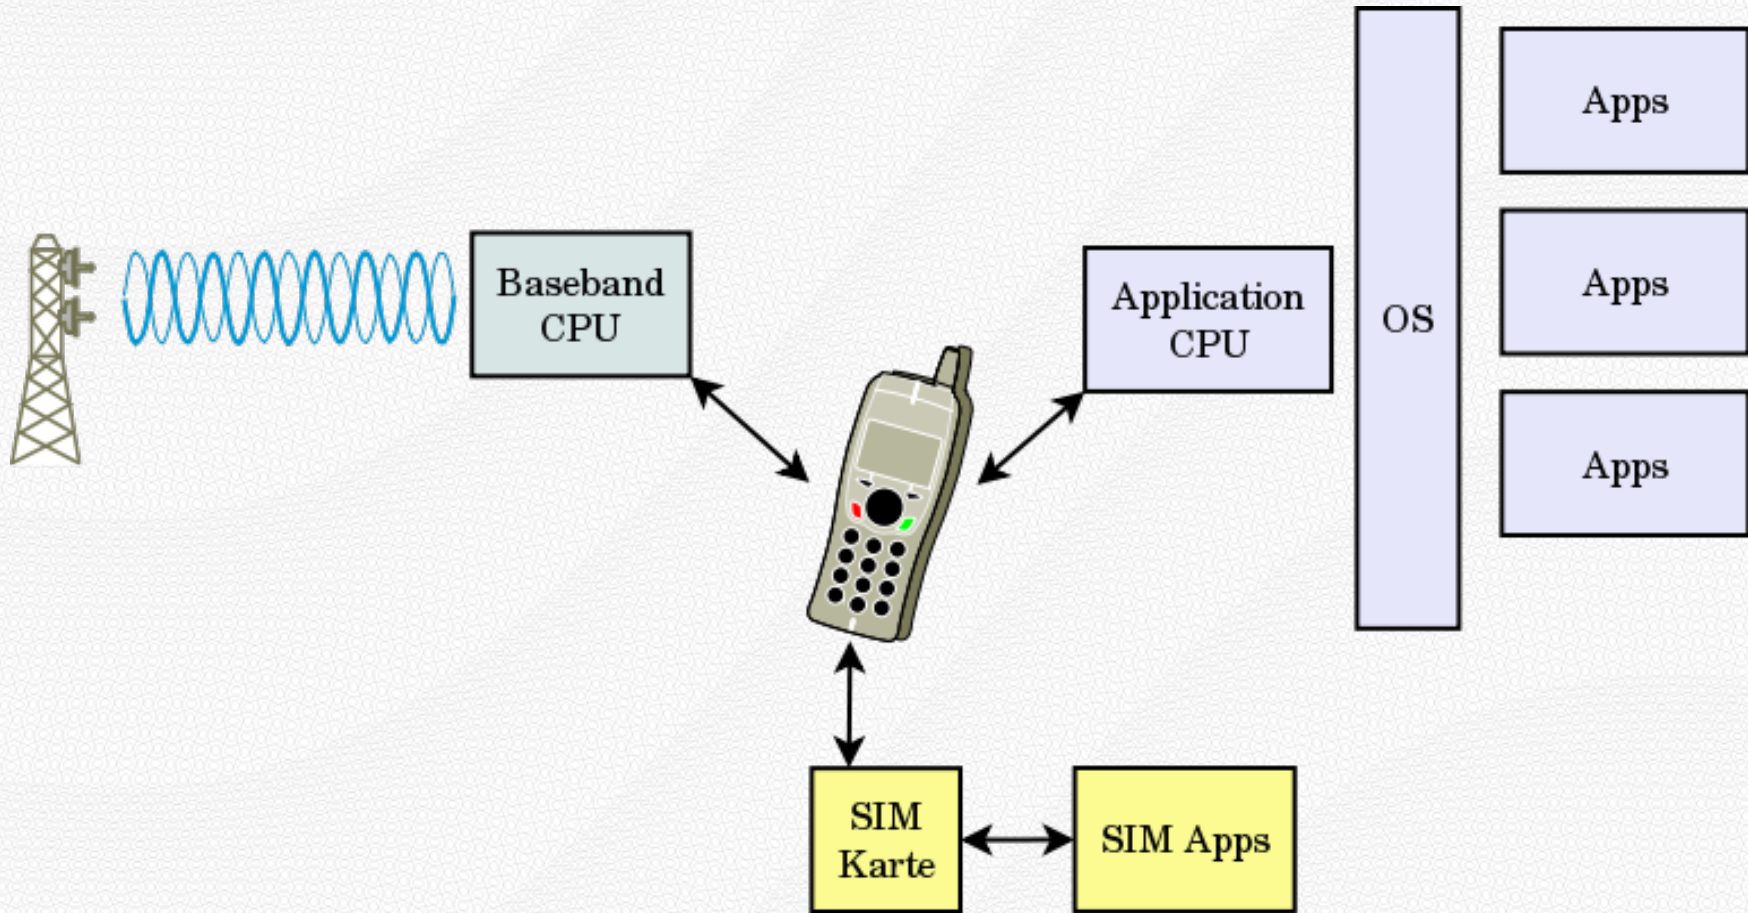 Baseband
CPU
Application
CPU
OS
Apps
Apps
Apps
SIM
Karte
SIM Apps